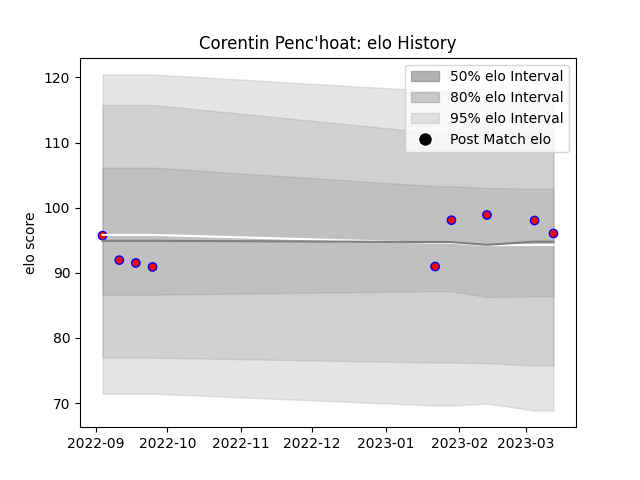 Corentin Penc'hoat: elo History
120
110
100
90
80
70
elo score
50% elo Interval
80% elo Interval
95% elo Interval
Post Match elo
2022-09 2022-10 2022-11 2022-12 2023-01 2023-02 2023-03